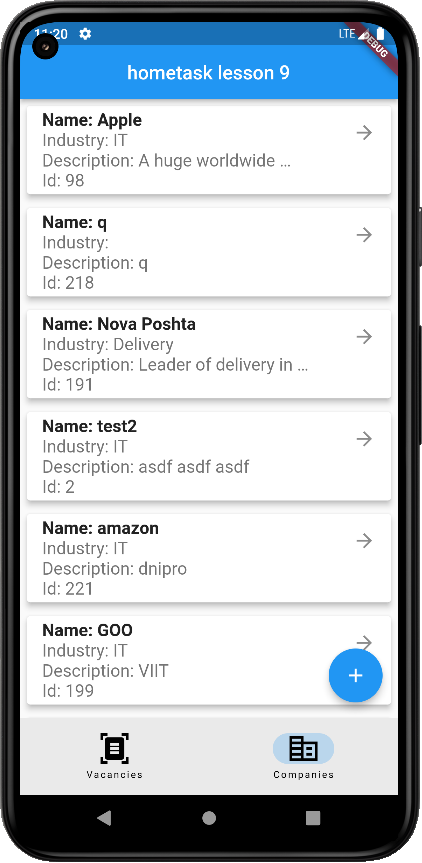 11:20
LTE
DEBUG
hometask lesson 9
Name: Apple
Industry: IT
Description: A huge worldwide ...
Id: 98
Name: q
Industry:
Description: q
Id: 218
Name: Nova Poshta
Industry: Delivery
Description: Leader of delivery in ...
Id: 191
Name: test2
Industry: IT
Description: asdf asdf asdf
Id: 2
Name: amazon
Industry: IT
Description: dnipro
Id: 221
Name: GOO
Industry: IT
Description: VIIT
Id: 199
Vacancies
Companies